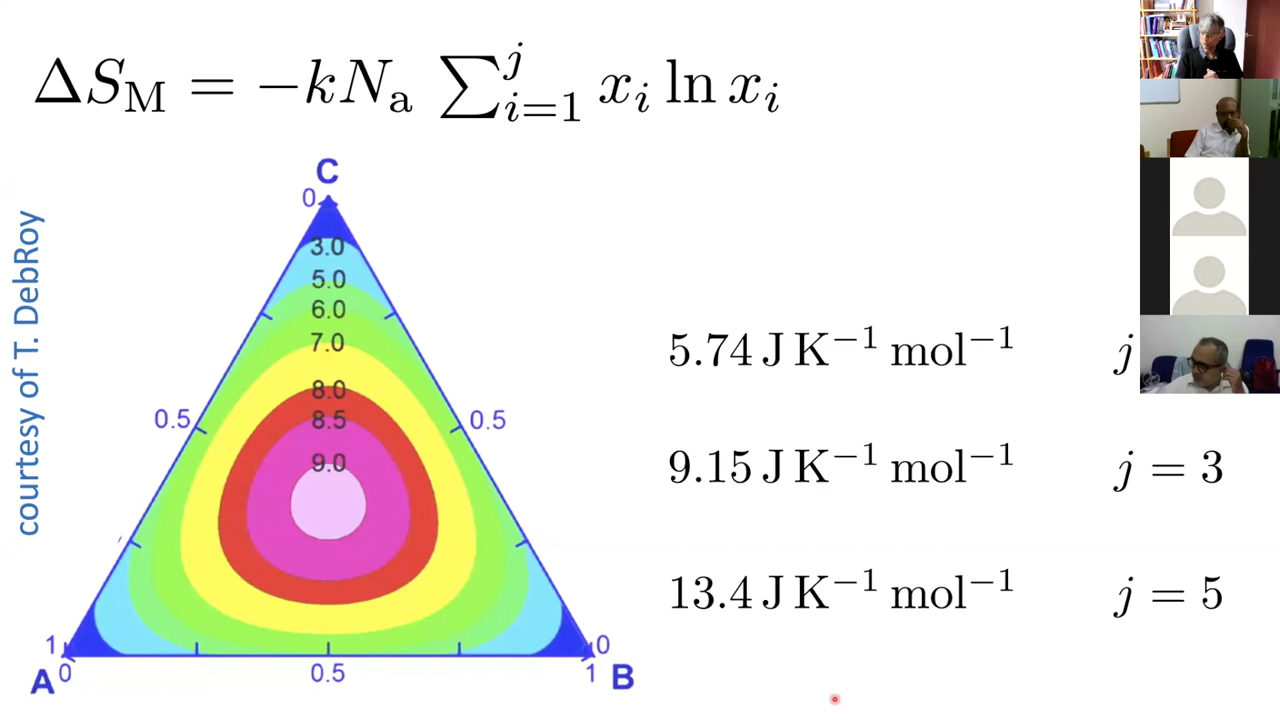 ΔS_M = −kN_a ∑_{i=1}^{j} x_i ln x_i
courtesy of T. DebRoy
C
0
3.0
5.0
6.0
7.0
8.0
8.5
9.0
0.5
0.5
1
0
A
0
0.5
1
B
5.74 J K⁻¹ mol⁻¹ j
9.15 J K⁻¹ mol⁻¹ j = 3
13.4 J K⁻¹ mol⁻¹ j = 5